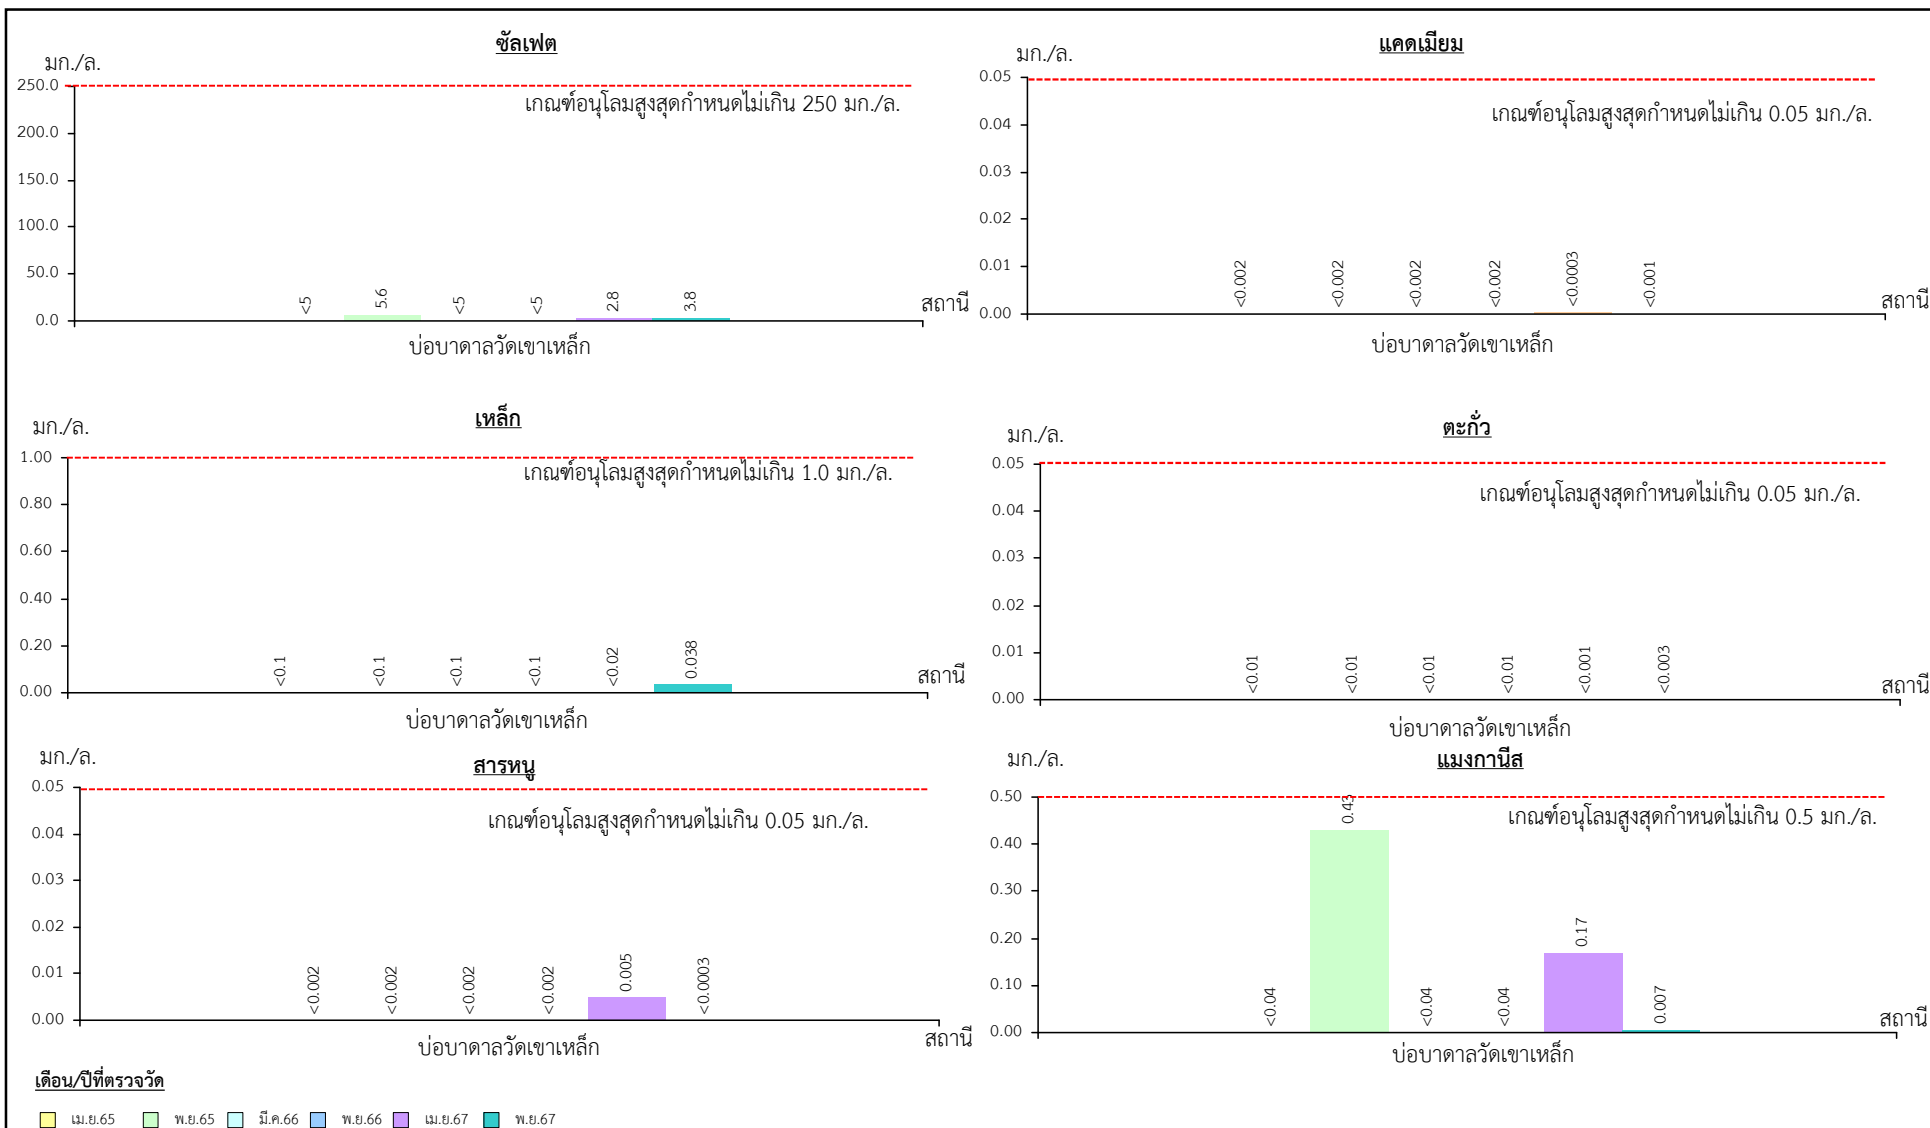 ซัลเฟต
มก./ล.
250.0
200.0
150.0
100.0
50.0
0.0
เกณฑ์อนุโลมสูงสุดกำหนดไม่เกิน 250 มก./ล.
<5
5.6
<5
<5
2.8
3.8
สถานี
บ่อบาดาลวัดเขาเหล็ก
แคดเมียม
มก./ล.
0.05
0.04
0.03
0.02
0.01
0.00
เกณฑ์อนุโลมสูงสุดกำหนดไม่เกิน 0.05 มก./ล.
<0.002
<0.002
<0.002
<0.002
<0.0003
<0.001
สถานี
บ่อบาดาลวัดเขาเหล็ก
เหล็ก
มก./ล.
1.00
0.80
0.60
0.40
0.20
0.00
เกณฑ์อนุโลมสูงสุดกำหนดไม่เกิน 1.0 มก./ล.
<0.1
<0.1
<0.1
<0.1
<0.02
0.038
สถานี
บ่อบาดาลวัดเขาเหล็ก
ตะกั่ว
มก./ล.
0.05
0.04
0.03
0.02
0.01
0.00
เกณฑ์อนุโลมสูงสุดกำหนดไม่เกิน 0.05 มก./ล.
<0.01
<0.01
<0.01
<0.01
<0.001
<0.003
สถานี
บ่อบาดาลวัดเขาเหล็ก
สารหนู
มก./ล.
0.05
0.04
0.03
0.02
0.01
0.00
เกณฑ์อนุโลมสูงสุดกำหนดไม่เกิน 0.05 มก./ล.
<0.002
<0.002
<0.002
<0.002
0.005
<0.0003
สถานี
บ่อบาดาลวัดเขาเหล็ก
แมงกานีส
มก./ล.
0.50
0.40
0.30
0.20
0.10
0.00
เกณฑ์อนุโลมสูงสุดกำหนดไม่เกิน 0.5 มก./ล.
<0.04
0.43
<0.04
<0.04
0.17
0.007
สถานี
บ่อบาดาลวัดเขาเหล็ก
เดือน/ปีที่ตรวจวัด
เม.ย.65 พ.ย.65 มี.ค.66 พ.ย.66 เม.ย.67 พ.ย.67